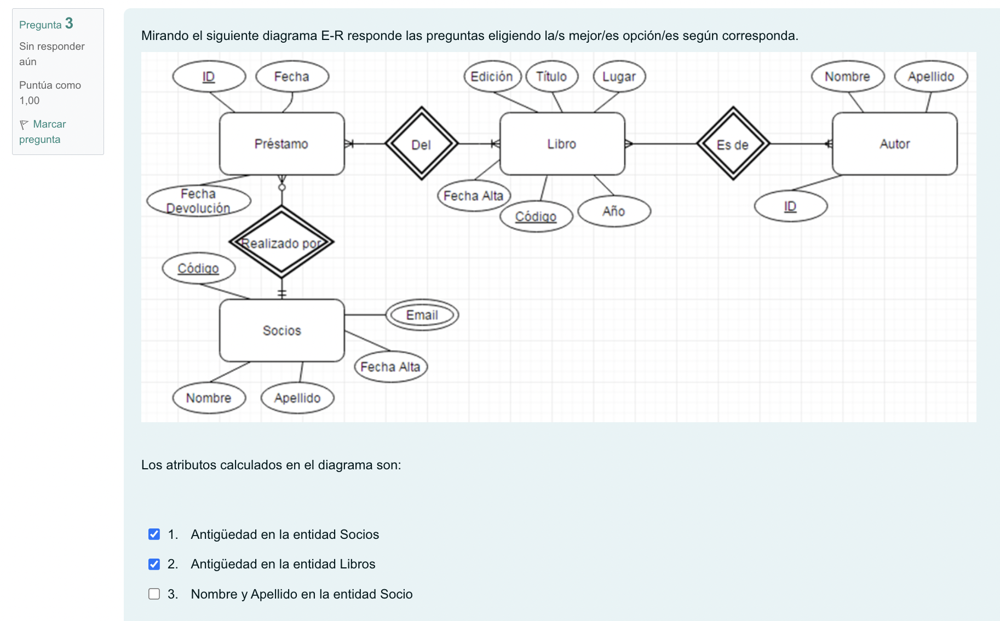 Pregunta 3
Sin responder
aún
Puntúa como
1,00
Marcar
pregunta
Mirando el siguiente diagrama E-R responde las preguntas eligiendo la/s mejor/es opción/es según corresponda.
ID
Fecha
Edición
Título
Lugar
Nombre
Apellido
Préstamo
Del
Libro
Es de
Autor
Fecha
Devolución
Fecha Alta
Código
Año
ID
Realizado por
Código
Socios
Email
Fecha Alta
Nombre
Apellido
Los atributos calculados en el diagrama son:
1. Antigüedad en la entidad Socios
2. Antigüedad en la entidad Libros
3. Nombre y Apellido en la entidad Socio